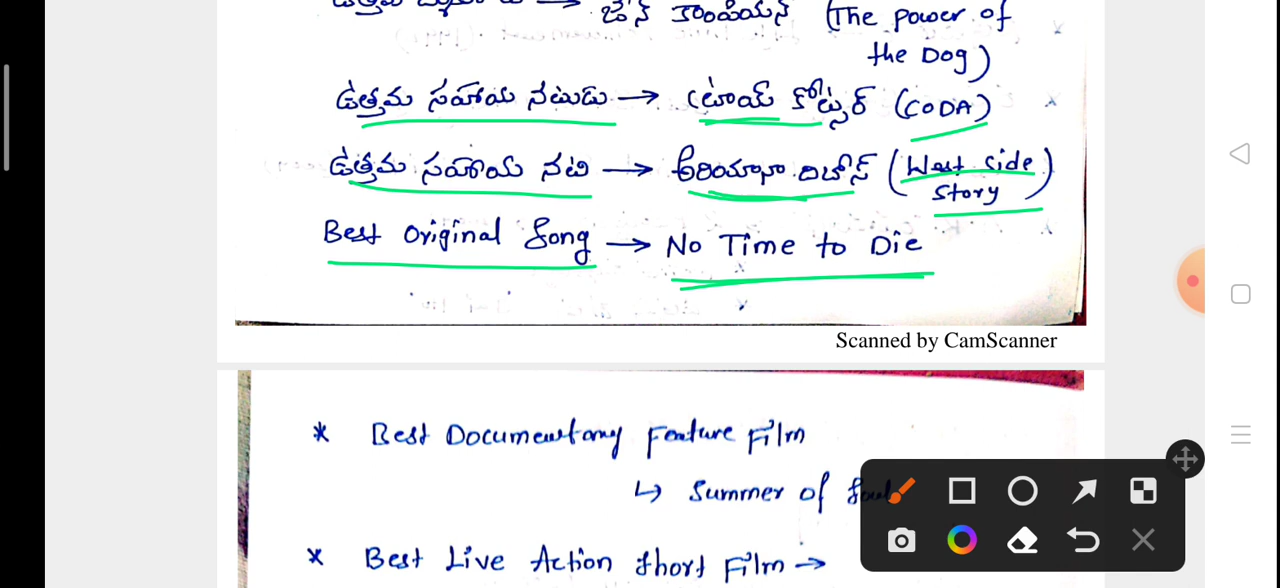 జేన్ కాంపియన్ (The power of
the Dog)
ఉత్తమ సహాయ నటుడు → ట్రాయ్ కోట్సుర్ (CODA)
ఉత్తమ సహాయ నటి → అరియానా డిబోస్ (West Side
Story)
Best Original Song → No Time to Die
Scanned by CamScanner
* Best Documentary Feature Film
↳ Summer of
* Best Live Action Short Film →